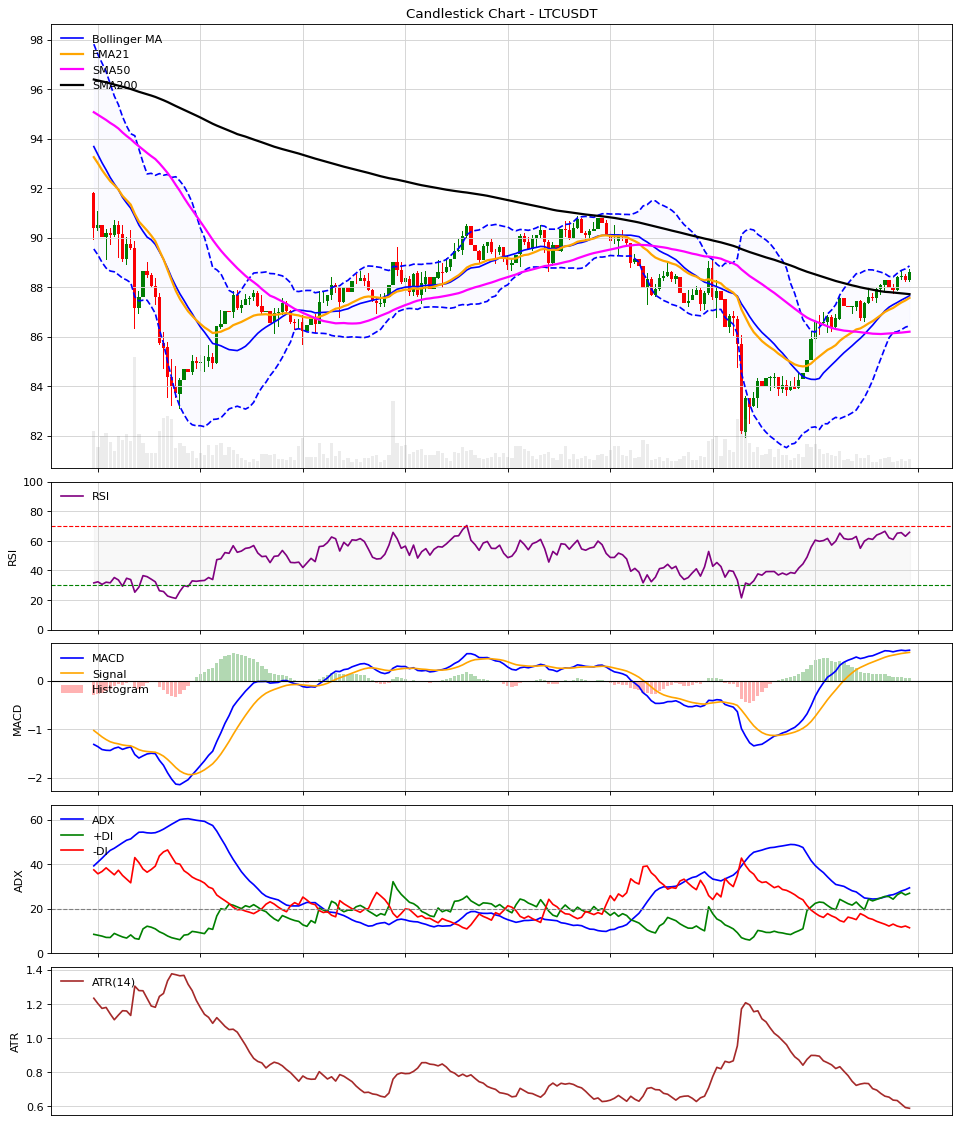 Candlestick Chart - LTCUSDT
98
96
94
92
90
88
86
84
82
Bollinger MA
EMA21
SMA50
SMA200
100
80
60
40
20
0
RSI
RSI
0
−1
−2
MACD
MACD
Signal
Histogram
60
40
20
0
ADX
ADX
+DI
-DI
1.4
1.2
1.0
0.8
0.6
ATR
ATR(14)